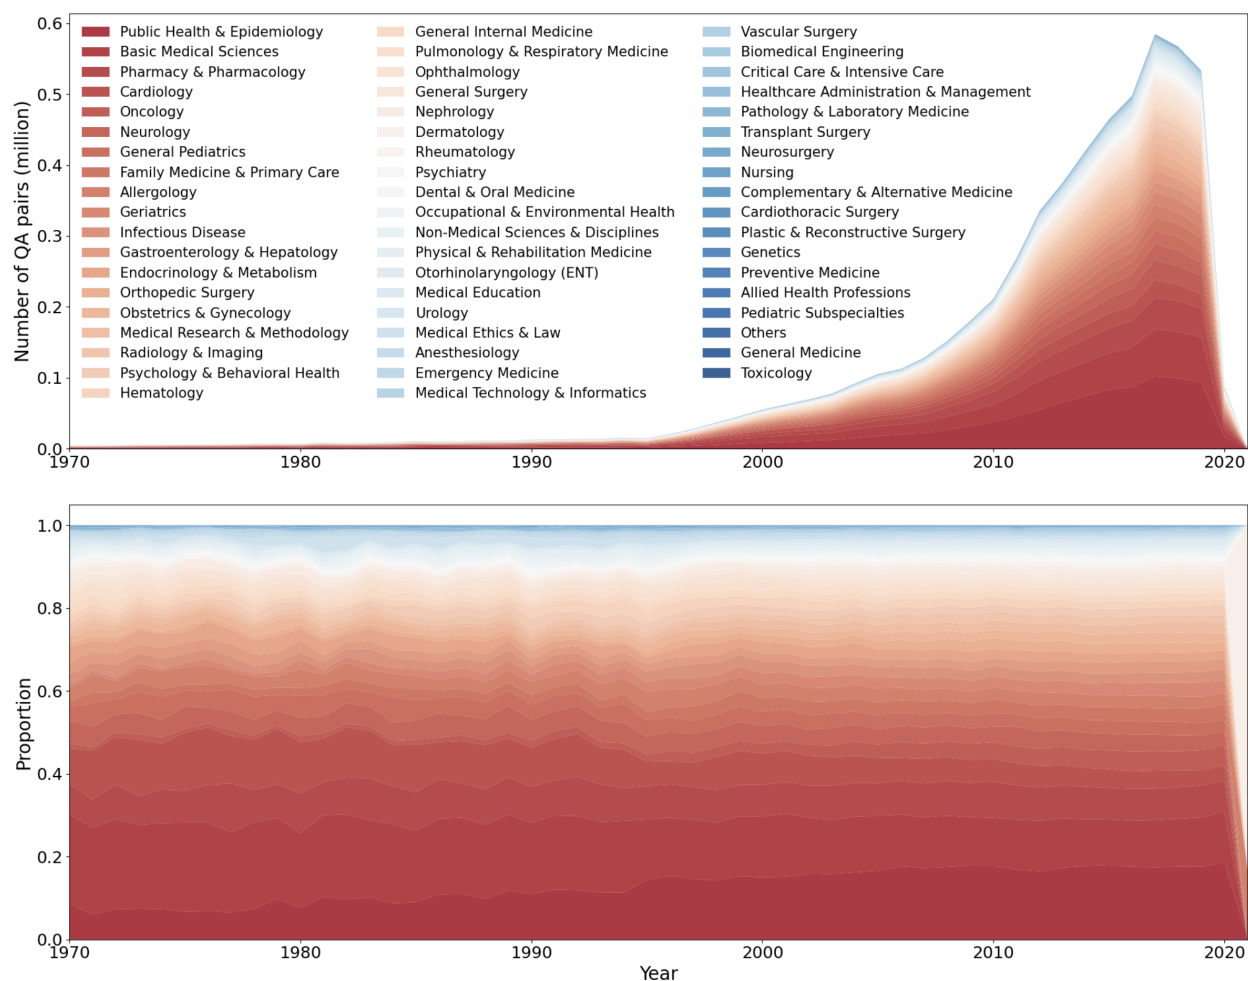 Number of QA pairs (million)
0.6
0.5
0.4
0.3
0.2
0.1
0.0
Public Health & Epidemiology
Basic Medical Sciences
Pharmacy & Pharmacology
Cardiology
Oncology
Neurology
General Pediatrics
Family Medicine & Primary Care
Allergology
Geriatrics
Infectious Disease
Gastroenterology & Hepatology
Endocrinology & Metabolism
Orthopedic Surgery
Obstetrics & Gynecology
Medical Research & Methodology
Radiology & Imaging
Psychology & Behavioral Health
Hematology
General Internal Medicine
Pulmonology & Respiratory Medicine
Ophthalmology
General Surgery
Nephrology
Dermatology
Rheumatology
Psychiatry
Dental & Oral Medicine
Occupational & Environmental Health
Non-Medical Sciences & Disciplines
Physical & Rehabilitation Medicine
Otorhinolaryngology (ENT)
Medical Education
Urology
Medical Ethics & Law
Anesthesiology
Emergency Medicine
Medical Technology & Informatics
Vascular Surgery
Biomedical Engineering
Critical Care & Intensive Care
Healthcare Administration & Management
Pathology & Laboratory Medicine
Transplant Surgery
Neurosurgery
Nursing
Complementary & Alternative Medicine
Cardiothoracic Surgery
Plastic & Reconstructive Surgery
Genetics
Preventive Medicine
Allied Health Professions
Pediatric Subspecialties
Others
General Medicine
Toxicology
1970 1980 1990 2000 2010 2020
Proportion
1.0
0.8
0.6
0.4
0.2
0.0
1970 1980 1990 2000 2010 2020
Year